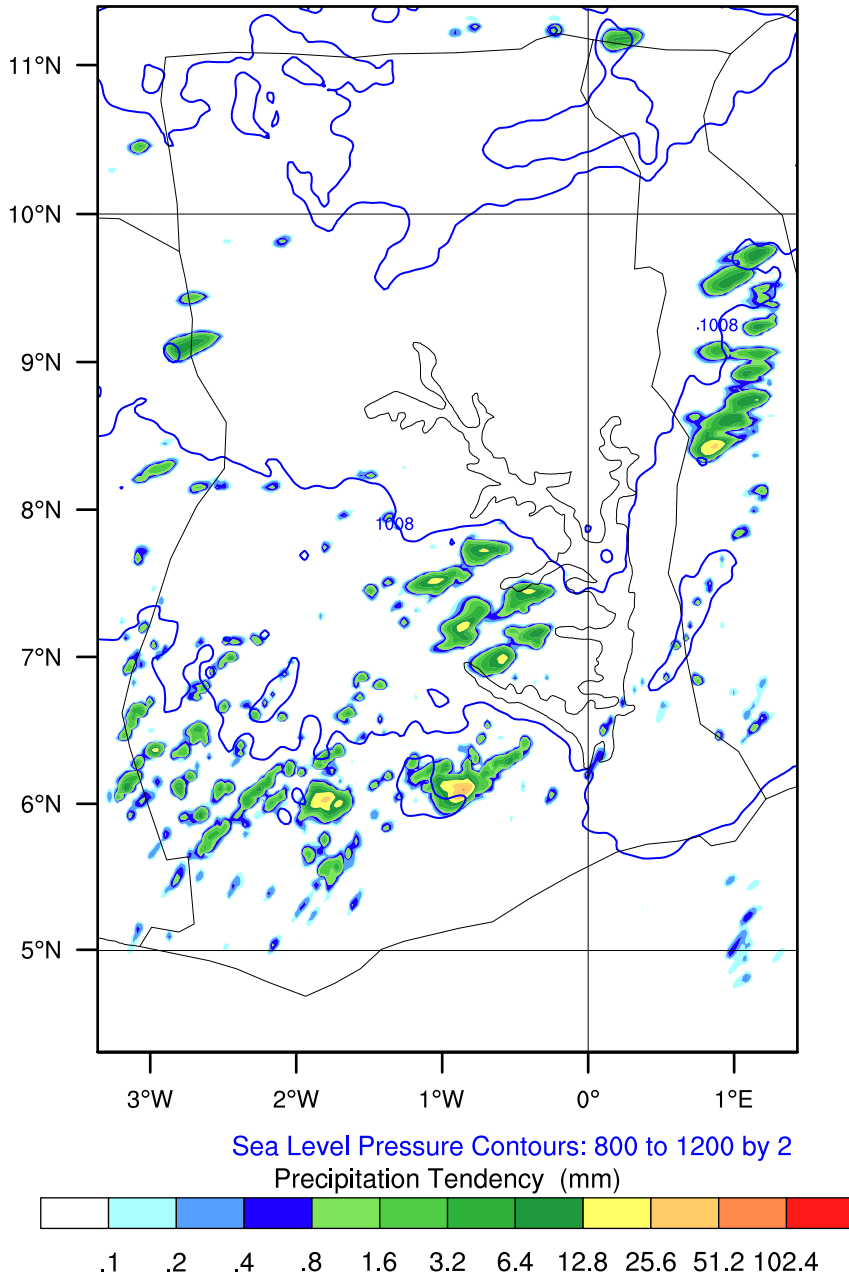 11°N
10°N
9°N
8°N
7°N
6°N
5°N
.1008
1008
3°W 2°W 1°W 0° 1°E
Sea Level Pressure Contours: 800 to 1200 by 2
Precipitation Tendency (mm)
.1 .2 .4 .8 1.6 3.2 6.4 12.8 25.6 51.2 102.4